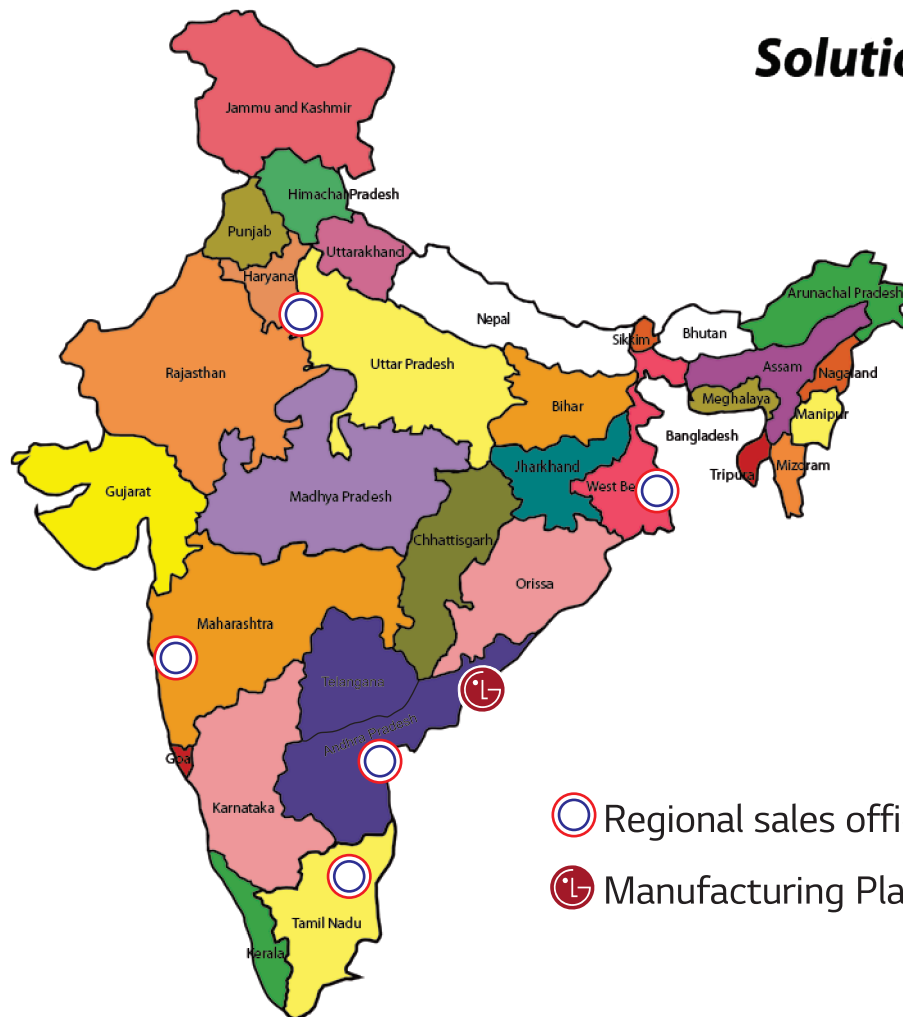 Solutio
Jammu and Kashmir
Himachal Pradesh
Punjab
Uttarakhand
Haryana
Arunachal Pradesh
Nepal
Bhutan
Sikkim
Uttar Pradesh
Assam
Rajasthan
Nagaland
Meghalaya
Bihar
Manipur
Bangladesh
Jharkhand
Tripura
Mizoram
West Be
Gujarat
Madhya Pradesh
Chhattisgarh
Orissa
Maharashtra
Telangana
LG
Andhra Pradesh
Goa
Karnataka
Regional sales offi
LG Manufacturing Pla
Tamil Nadu
Kerala